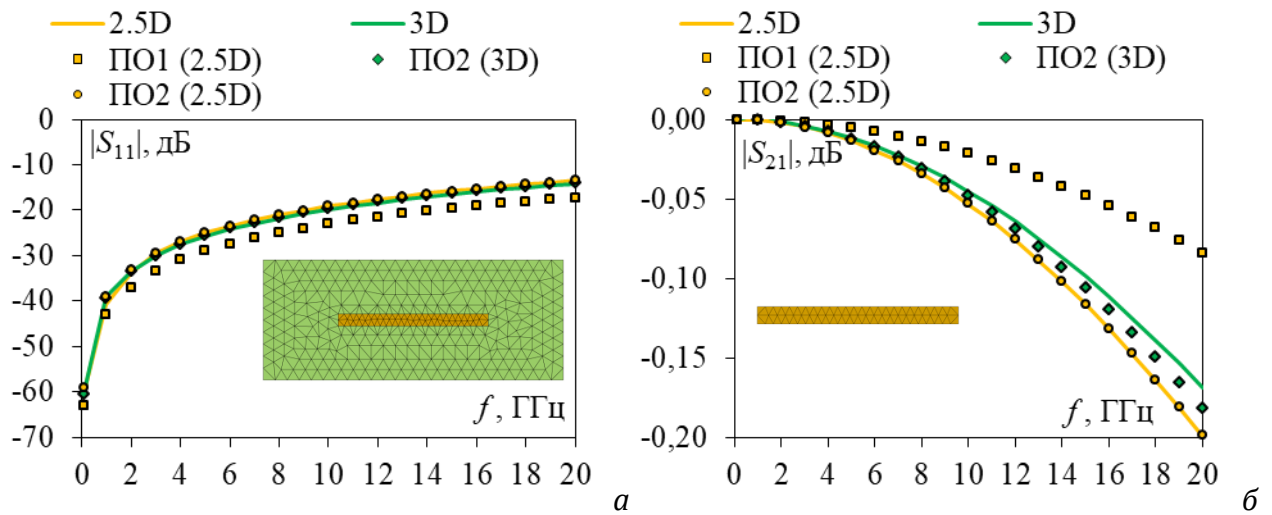 2.5D
3D
ПО1 (2.5D)
ПО2 (3D)
ПО2 (2.5D)
|S11|, дБ
0
-10
-20
-30
-40
-50
-60
-70
f, ГГц
0 2 4 6 8 10 12 14 16 18 20
а
2.5D
3D
ПО1 (2.5D)
ПО2 (3D)
ПО2 (2.5D)
|S21|, дБ
0,00
-0,05
-0,10
-0,15
-0,20
f, ГГц
0 2 4 6 8 10 12 14 16 18 20
б